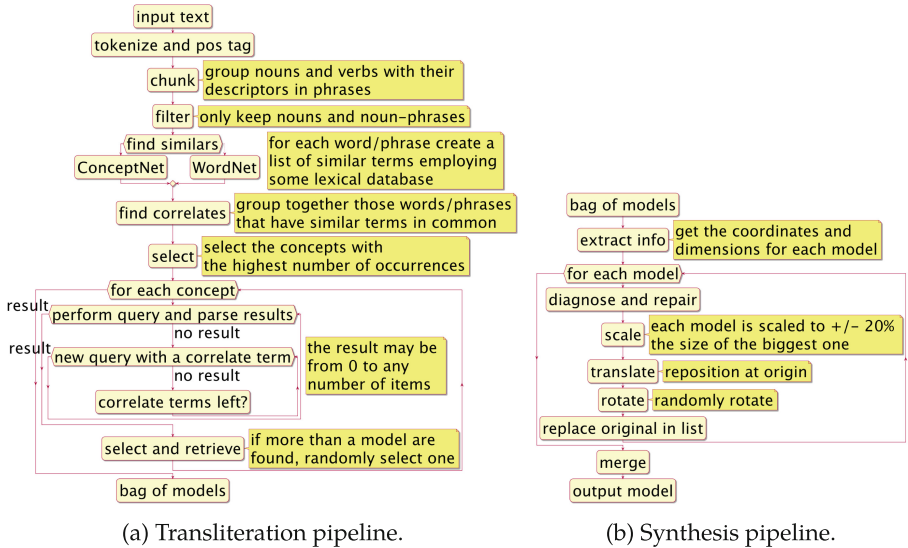 input text
tokenize and pos tag
chunk
group nouns and verbs with their
descriptors in phrases
filter
only keep nouns and noun-phrases
find similars
ConceptNet
WordNet
for each word/phrase create a
list of similar terms employing
some lexical database
find correlates
group together those words/phrases
that have similar terms in common
select
select the concepts with
the highest number of occurrences
for each concept
result
perform query and parse results
no result
result
new query with a correlate term
no result
the result may be
from 0 to any
number of items
correlate terms left?
select and retrieve
if more than a model are
found, randomly select one
bag of models
(a) Transliteration pipeline.
bag of models
extract info
get the coordinates and
dimensions for each model
for each model
diagnose and repair
scale
each model is scaled to +/- 20%
the size of the biggest one
translate
reposition at origin
rotate
randomly rotate
replace original in list
merge
output model
(b) Synthesis pipeline.